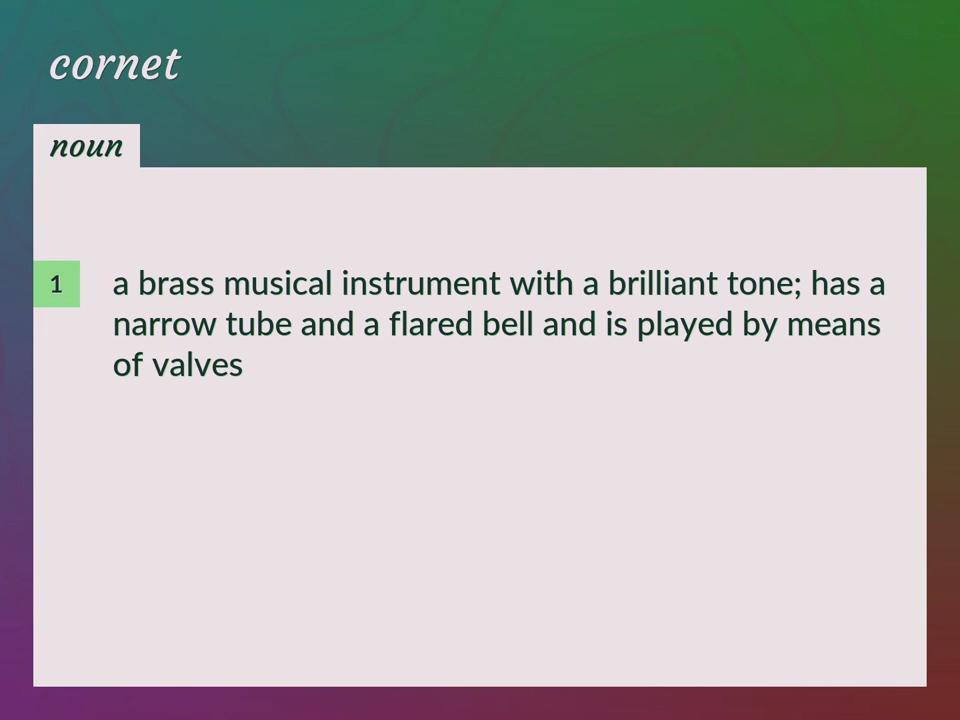 cornet
noun
1
a brass musical instrument with a brilliant tone; has a
narrow tube and a flared bell and is played by means
of valves